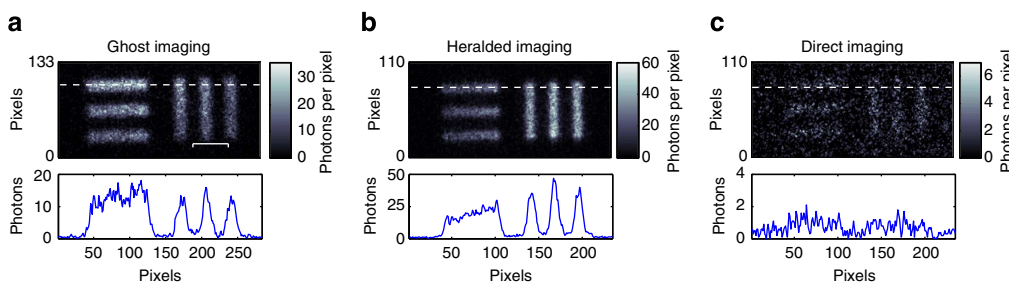 a
Ghost imaging
133
Pixels
0
30
20
10
0
Photons per pixel
20
10
0
Photons
50 100 150 200 250
Pixels
b
Heralded imaging
110
Pixels
0
60
40
20
0
Photons per pixel
50
25
0
Photons
50 100 150 200
Pixels
c
Direct imaging
110
Pixels
0
6
4
2
0
Photons per pixel
4
2
0
Photons
50 100 150 200
Pixels